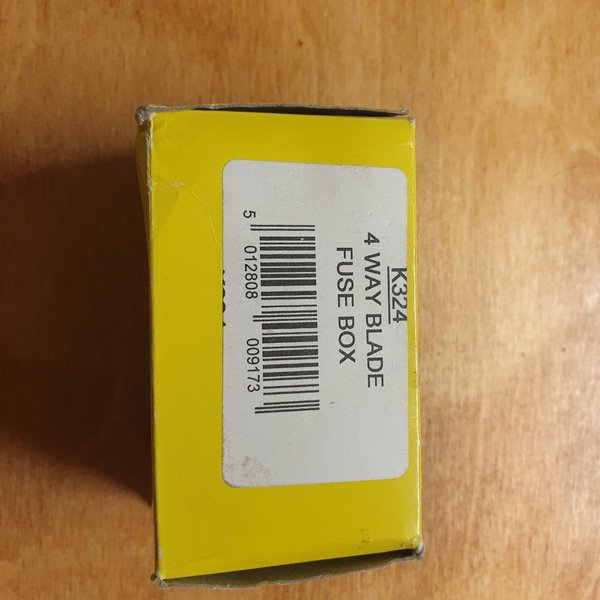 K324
4 WAY BLADE
FUSE BOX
5 012808 009173